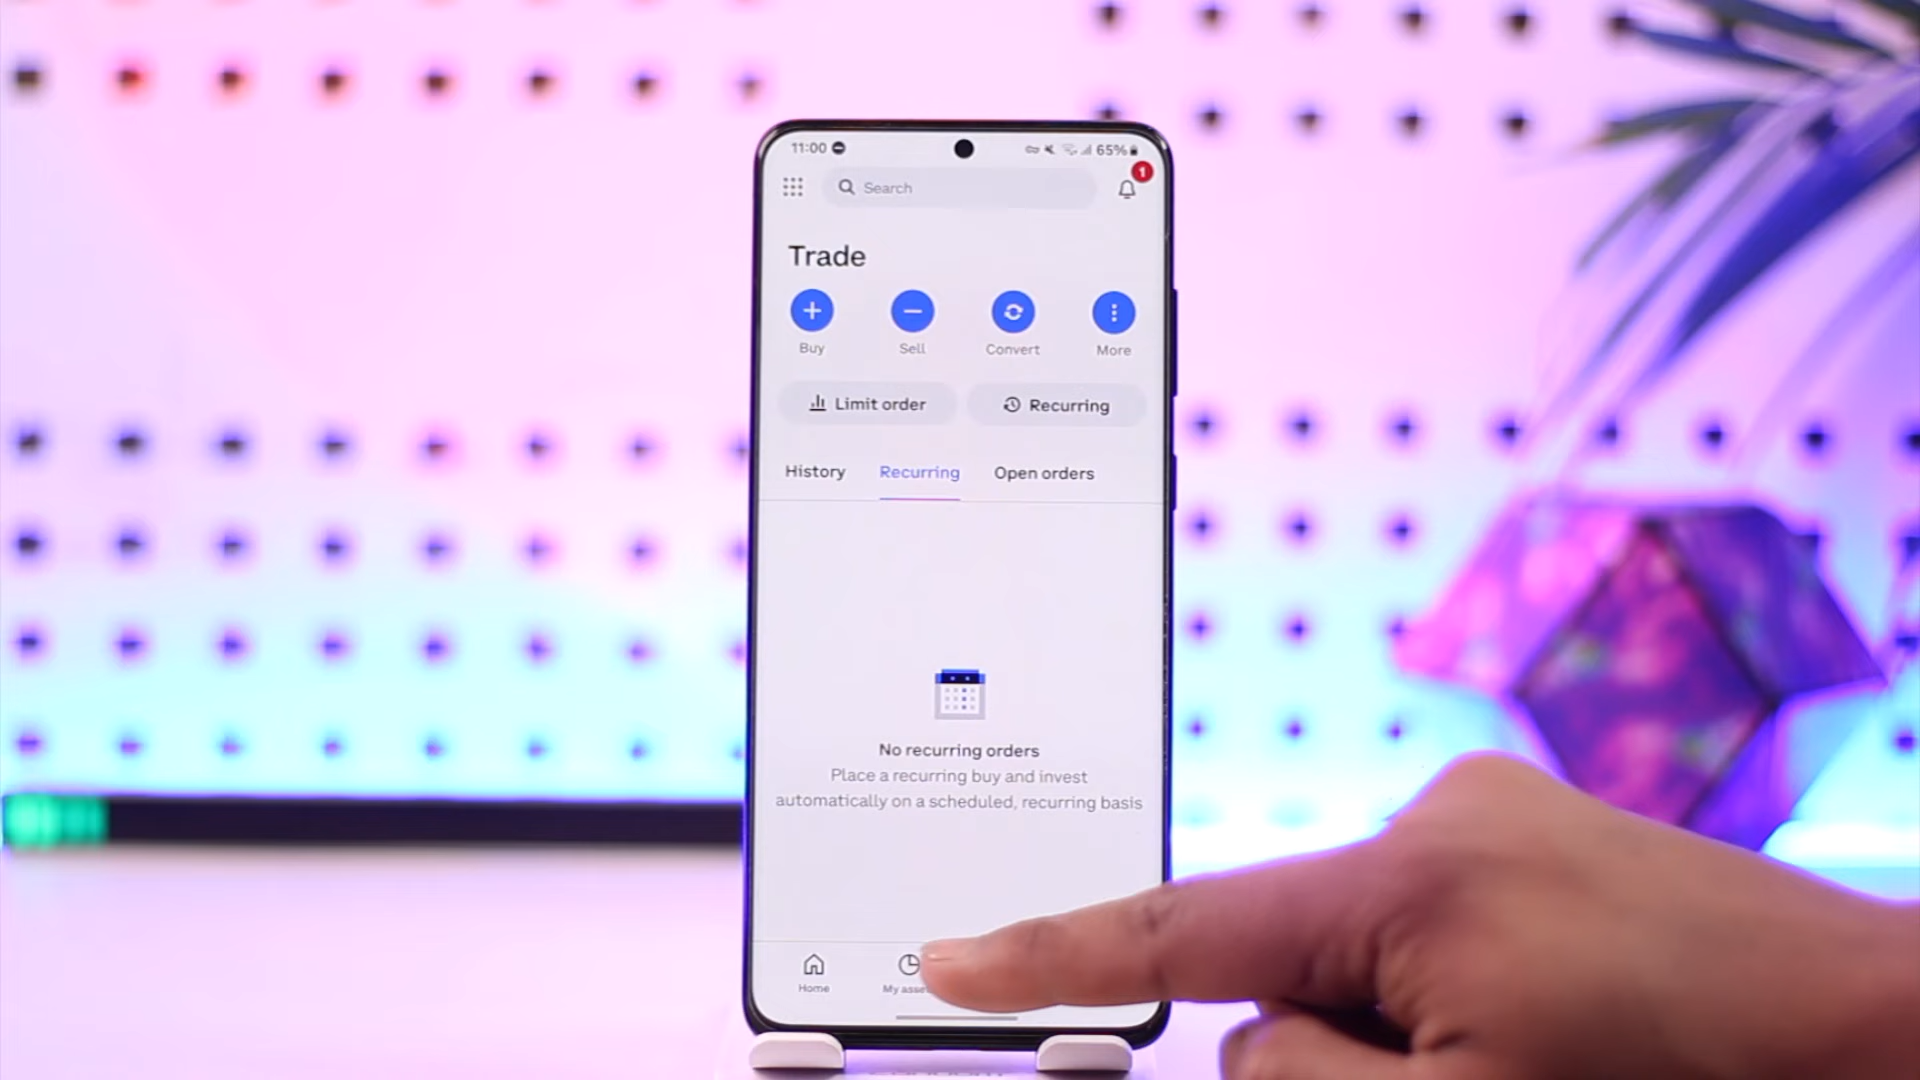 11:00 65%
Search 1
Trade
Buy Sell Convert More
Limit order Recurring
History Recurring Open orders
No recurring orders
Place a recurring buy and invest
automatically on a scheduled, recurring basis
Home My